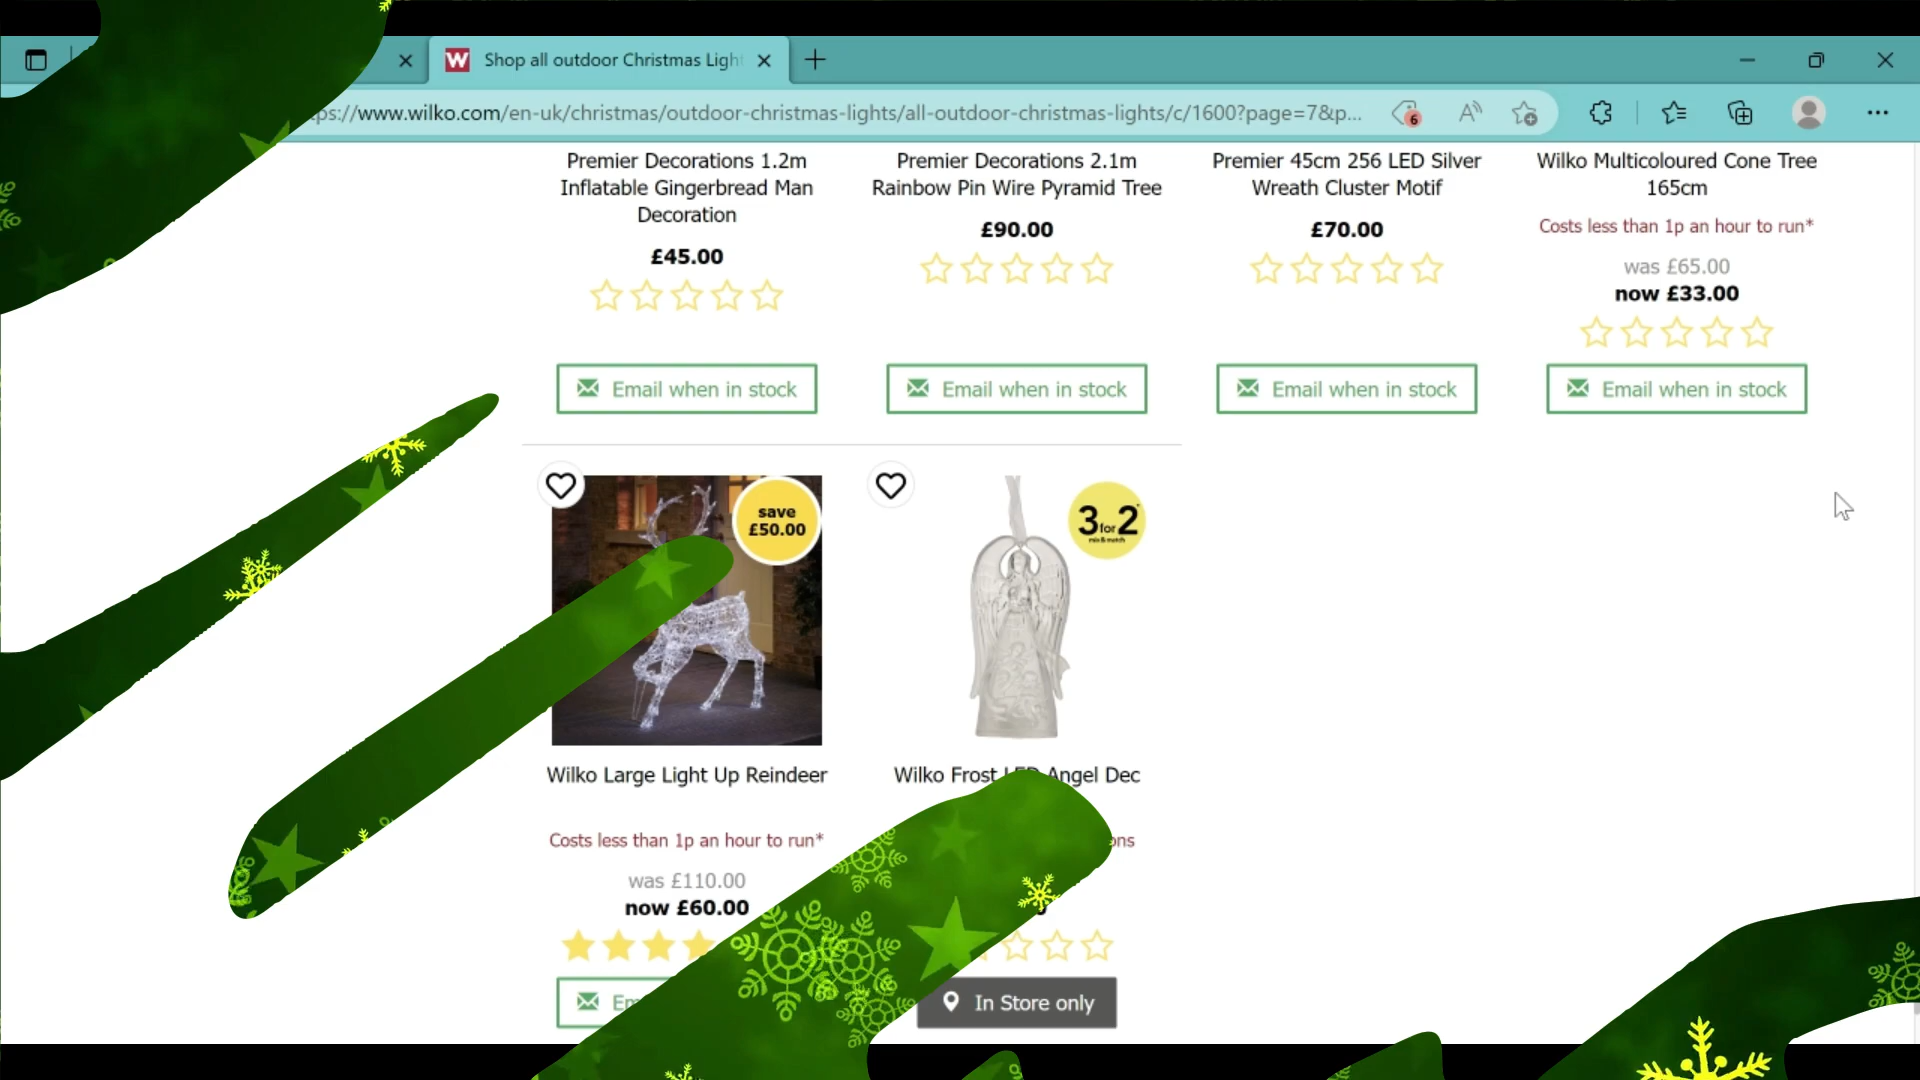 W Shop all outdoor Christmas Ligh
ps://www.wilko.com/en-uk/christmas/outdoor-christmas-lights/all-outdoor-christmas-lights/c/1600?page=7&p...
6
Premier Decorations 1.2m
Inflatable Gingerbread Man
Decoration
£45.00
Email when in stock
Premier Decorations 2.1m
Rainbow Pin Wire Pyramid Tree
£90.00
Email when in stock
Premier 45cm 256 LED Silver
Wreath Cluster Motif
£70.00
Email when in stock
Wilko Multicoloured Cone Tree
165cm
Costs less than 1p an hour to run*
was £65.00
now £33.00
Email when in stock
save
£50.00
Wilko Large Light Up Reindeer
Costs less than 1p an hour to run*
was £110.00
now £60.00
3 for 2
mix & match
Wilko Frost LED Angel Dec
In Store only